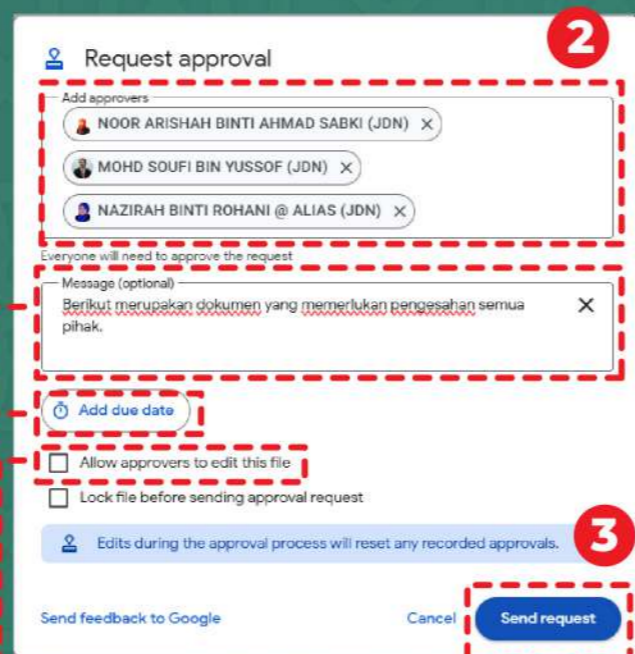 2
Request approval
Add approvers
NOOR ARISHAH BINTI AHMAD SABKI (JDN) X
MOHD SOUFI BIN YUSSOF (JDN) X
NAZIRAH BINTI ROHANI @ ALIAS (JDN) X
Everyone will need to approve the request
Message (optional)
Berikut merupakan dokumen yang memerlukan pengesahan semua
pihak.
Add due date
Allow approvers to edit this file
Lock file before sending approval request
Edits during the approval process will reset any recorded approvals.
3
Send feedback to Google Cancel Send request